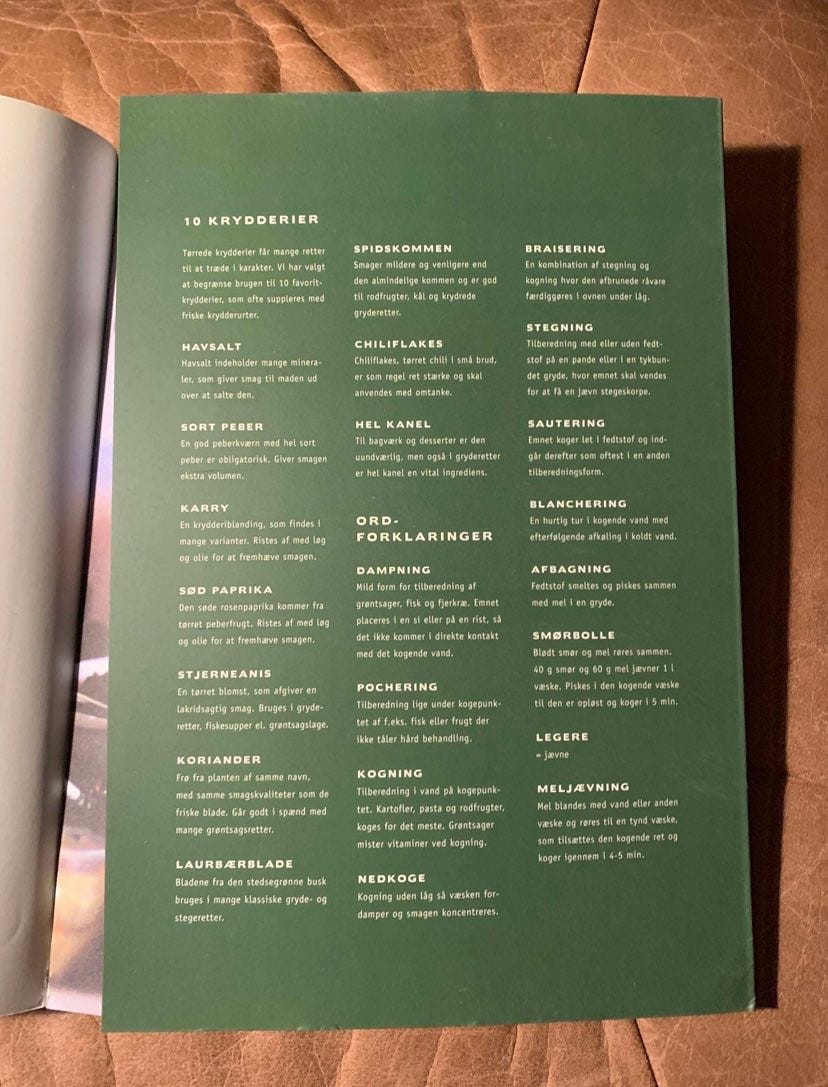 10 KRYDDERIER
Tørrede krydderier får mange retter
til at træde i karakter. Vi har valgt
at begrænse brugen til 10 favorit-
krydderier, som ofte suppleres med
friske krydderurter.
HAVSALT
Havsalt indeholder mange minera-
ler, som giver smag til maden ud
over at salte den.
SORT PEBER
En god peberkværn med hel sort
peber er obligatorisk. Giver smagen
ekstra volumen.
KARRY
En krydderiblanding, som findes i
mange varianter. Ristes af med løg
og olie for at fremhæve smagen.
SØD PAPRIKA
Den søde rosenpaprika kommer fra
tørret peberfrugt. Ristes af med løg
og olie for at fremhæve smagen.
STJERNEANIS
En tørret blomst, som afgiver en
lakridsagtig smag. Bruges i gryde-
retter, fiskesupper el. grøntsagslage.
KORIANDER
Frø fra planten af samme navn,
med samme smagskvaliteter som de
friske blade. Går godt i spænd med
mange grøntsagsretter.
LAURBÆRBLADE
Bladene fra den stedsegrønne busk
bruges i mange klassiske gryde- og
stegeretter.
SPIDSKOMMEN
Smager mildere og venligere end
den almindelige kommen og er god
til rodfrugter, kål og krydrede
gryderetter.
CHILIFLAKES
Chiliflakes, tørret chili i små brud,
er som regel ret stærke og skal
anvendes med omtanke.
HEL KANEL
Til bagværk og desserter er den
uundværlig, men også i gryderetter
er hel kanel en vital ingrediens.
ORD-
FORKLARINGER
DAMPNING
Mild form for tilberedning af
grøntsager, fisk og fjerkræ. Emnet
placeres i en si eller på en rist, så
det ikke kommer i direkte kontakt
med det kogende vand.
POCHERING
Tilberedning lige under kogepunk-
tet af f.eks. fisk eller frugt der
ikke tåler hård behandling.
KOGNING
Tilberedning i vand på kogepunk-
tet. Kartofler, pasta og rodfrugter,
koges for det meste. Grøntsager
mister vitaminer ved kogning.
NEDKOGE
Kogning uden låg så væsken for-
damper og smagen koncentreres.
BRAISERING
En kombination af stegning og
kogning hvor den afbrunede råvare
færdiggøres i ovnen under låg.
STEGNING
Tilberedning med eller uden fedt-
stof på en pande eller i en tykbun-
det gryde, hvor emnet skal vendes
for at få en jævn stegeskorpe.
SAUTERING
Emnet koger let i fedtstof og ind-
går derefter som oftest i en anden
tilberedningsform.
BLANCHERING
En hurtig tur i kogende vand med
efterfølgende afkøling i koldt vand.
AFBAGNING
Fedtstof smeltes og piskes sammen
med mel i en gryde.
SMØRBOLLE
Blødt smør og mel røres sammen.
40 g smør og 60 g mel jævner 1 l
væske. Piskes i den kogende væske
til den er opløst og koger i 5 min.
LEGERE
= jævne
MELJÆVNING
Mel blandes med vand eller anden
væske og røres til en tynd væske,
som tilsættes den kogende ret og
koger igennem i 4-5 min.